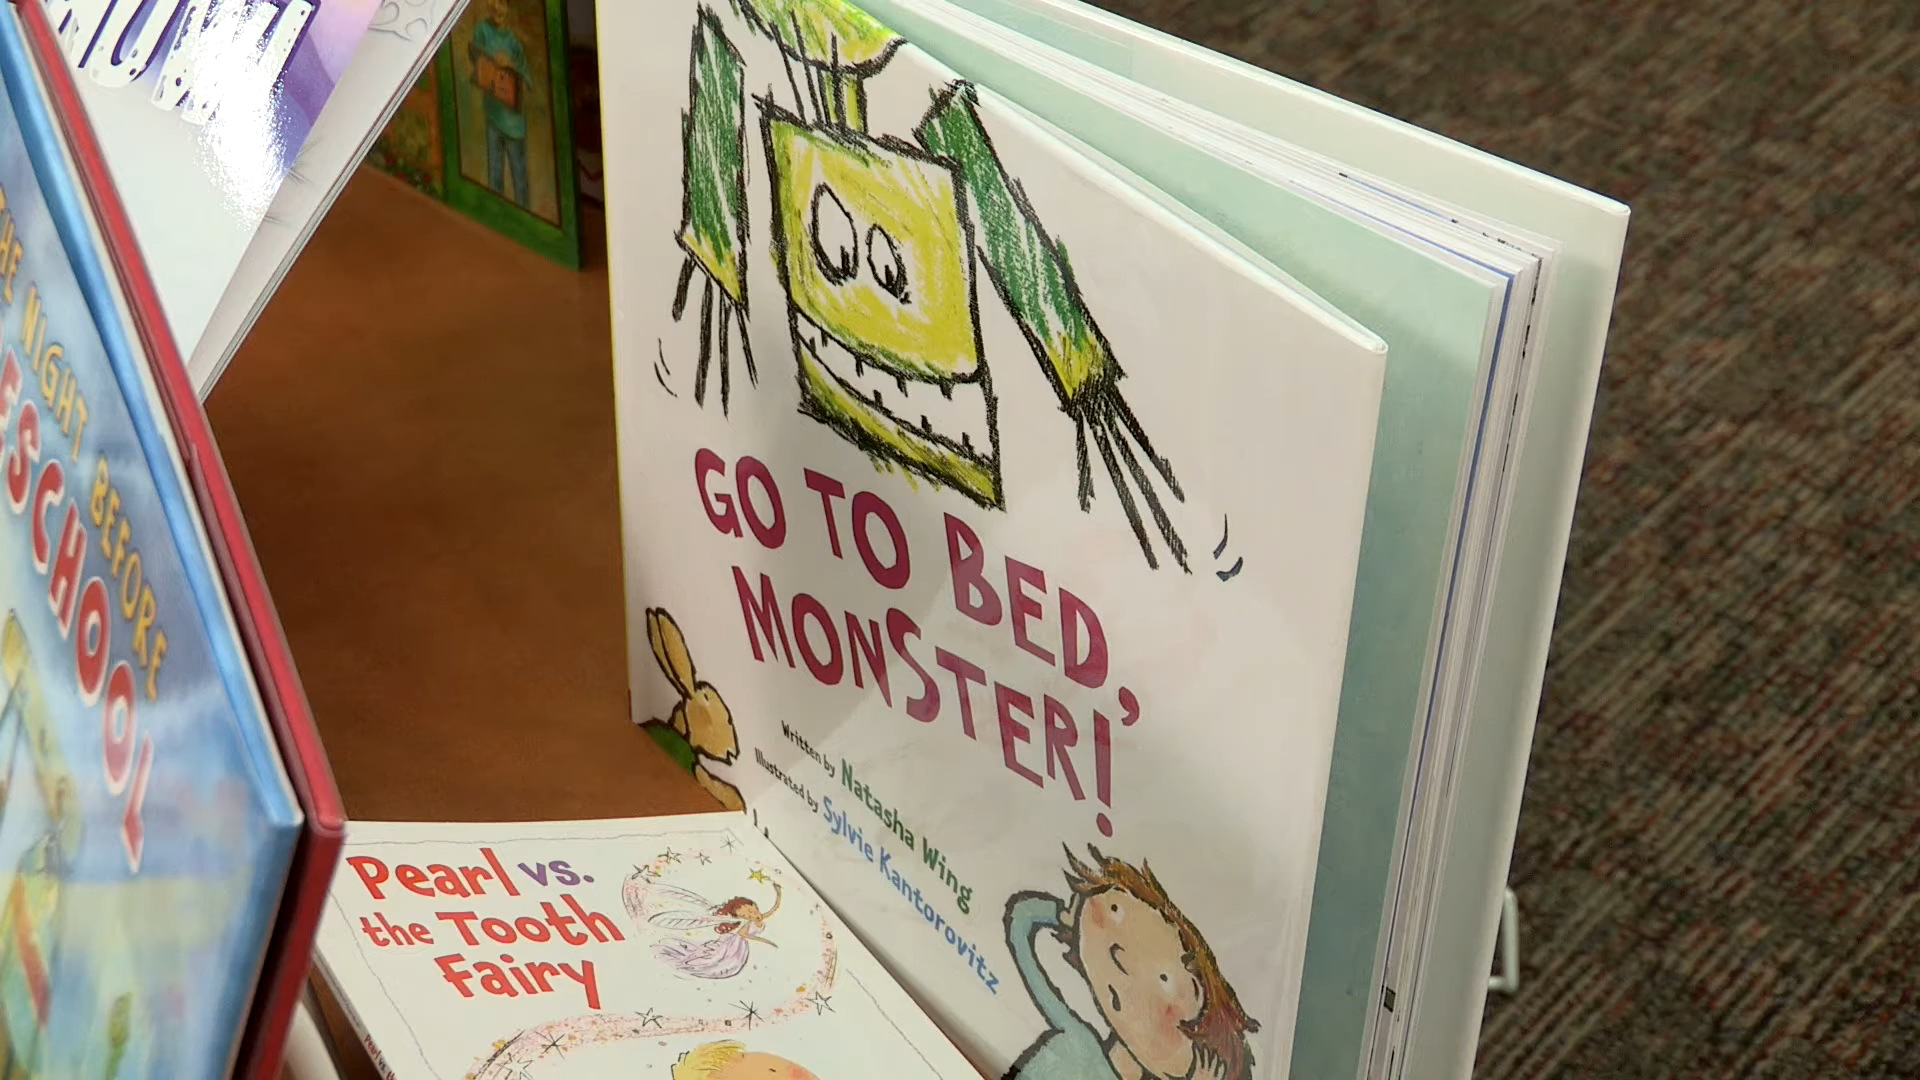 THE NIGHT BEFORE
PRESCHOOL
GO TO BED,
MONSTER!
Written by Natasha Wing
Illustrated by Sylvie Kantorovitz
Pearl vs.
the Tooth
Fairy